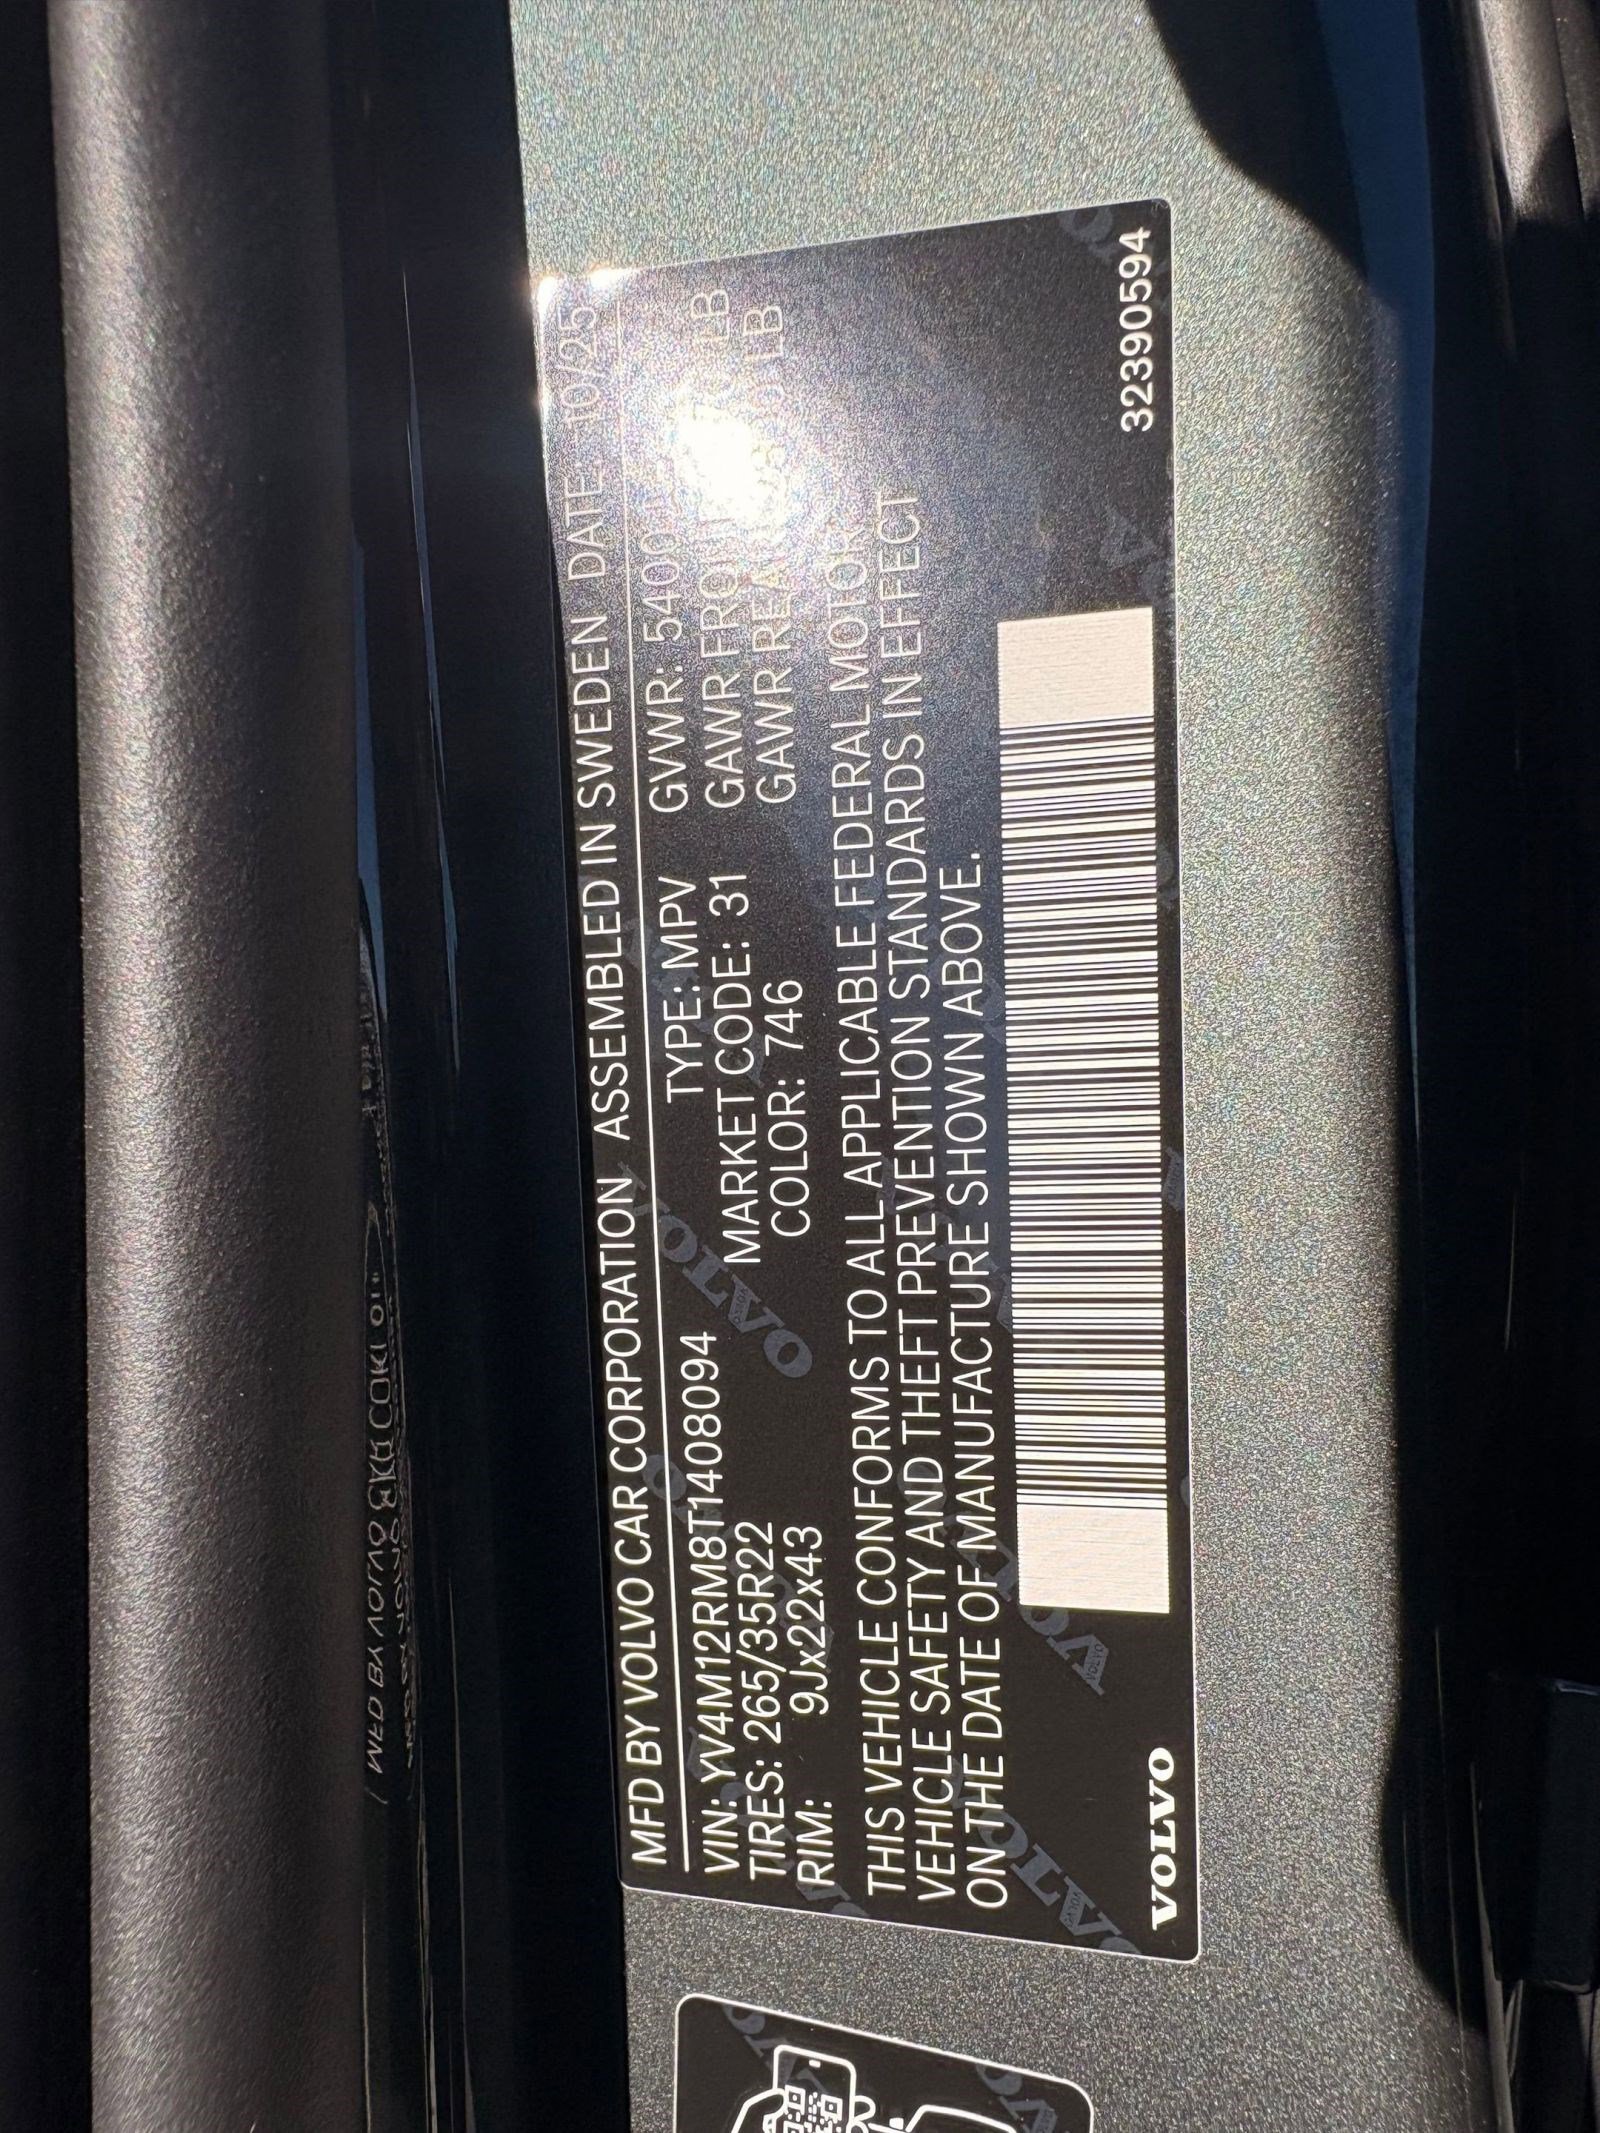 MFD BY VOLVO CAR CORPORATION ASSEMBLED IN SWEDEN DATE 10/25
VIN: YV4M12RM8T1408094 TYPE: MPV GVWR: 5400
TIRES: 265/35R22 MARKET CODE: 31 GAWR FRONT LB
RIM: 9Jx22x43 COLOR: 746 GAWR REAR LB
THIS VEHICLE CONFORMS TO ALL APPLICABLE FEDERAL MOTOR
VEHICLE SAFETY AND THEFT PREVENTION STANDARDS IN EFFECT
ON THE DATE OF MANUFACTURE SHOWN ABOVE.
VOLVO 32390594